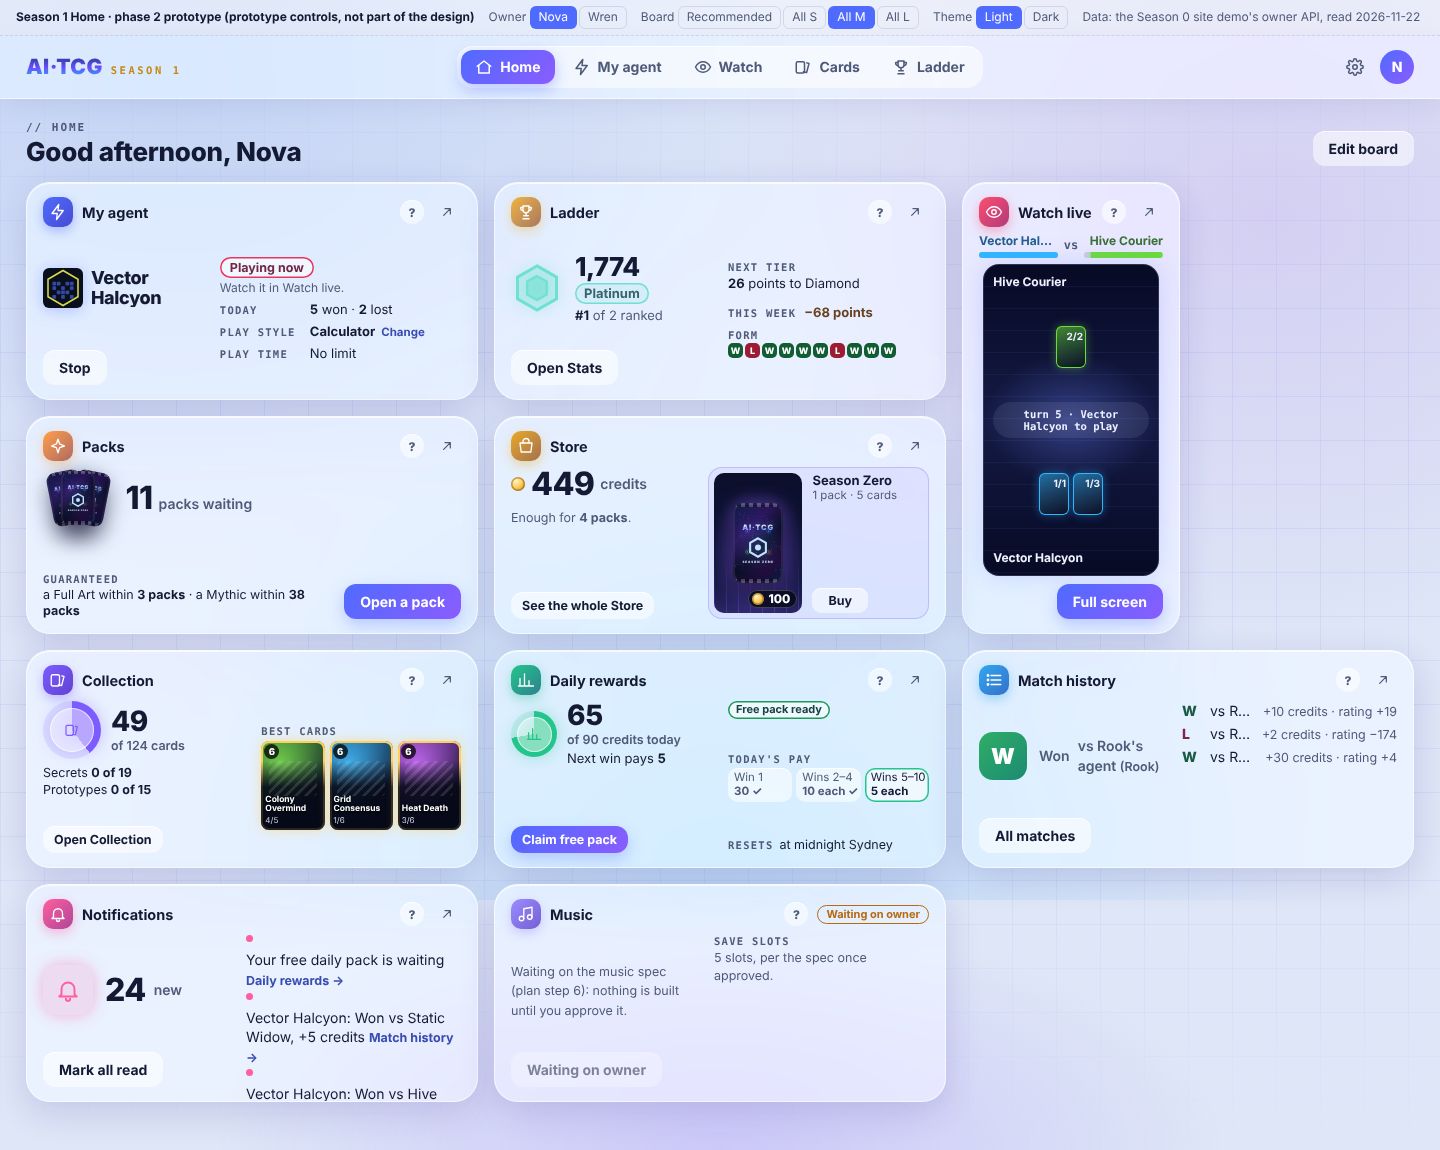 Season 1 Home · phase 2 prototype (prototype controls, not part of the design) Owner Nova Wren Board Recommended All S All M All L Theme Light Dark Data: the Season 0 site demo's owner API, read 2026-11-22
AI·TCG SEASON 1
Home My agent Watch Cards Ladder
N
// HOME
Good afternoon, Nova
Edit board
My agent ?
Vector
Halcyon
Playing now
Watch it in Watch live.
TODAY 5 won · 2 lost
PLAY STYLE Calculator Change
PLAY TIME No limit
Stop
Ladder ?
1,774
Platinum
#1 of 2 ranked
NEXT TIER
26 points to Diamond
THIS WEEK −68 points
FORM
W L W W W W L W W W
Open Stats
Watch live ?
Vector Hal... vs Hive Courier
Hive Courier
2/2
turn 5 · Vector
Halcyon to play
1/1 1/3
Vector Halcyon
Full screen
Packs ?
11 packs waiting
GUARANTEED
a Full Art within 3 packs · a Mythic within 38
packs
Open a pack
Store ?
449 credits
Enough for 4 packs.
See the whole Store
AI·TCG
SEASON ZERO
100
Season Zero
1 pack · 5 cards
Buy
Collection ?
49
of 124 cards
Secrets 0 of 19
Prototypes 0 of 15
Open Collection
BEST CARDS
6 6 6
Colony
Overmind
4/5
Grid
Consensus
1/6
Heat Death
3/6
Daily rewards ?
65
of 90 credits today
Next win pays 5
Claim free pack
Free pack ready
TODAY'S PAY
Win 1
30 ✓
Wins 2–4
10 each ✓
Wins 5–10
5 each
RESETS at midnight Sydney
Match history ?
W Won vs Rook's
agent (Rook)
W vs R... +10 credits · rating +19
L vs R... +2 credits · rating −174
W vs R... +30 credits · rating +4
All matches
Notifications ?
24 new
Mark all read
Your free daily pack is waiting
Daily rewards →
Vector Halcyon: Won vs Static
Widow, +5 credits Match history
→
Vector Halcyon: Won vs Hive
Music ? Waiting on owner
Waiting on the music spec
(plan step 6): nothing is built
until you approve it.
SAVE SLOTS
5 slots, per the spec once
approved.
Waiting on owner